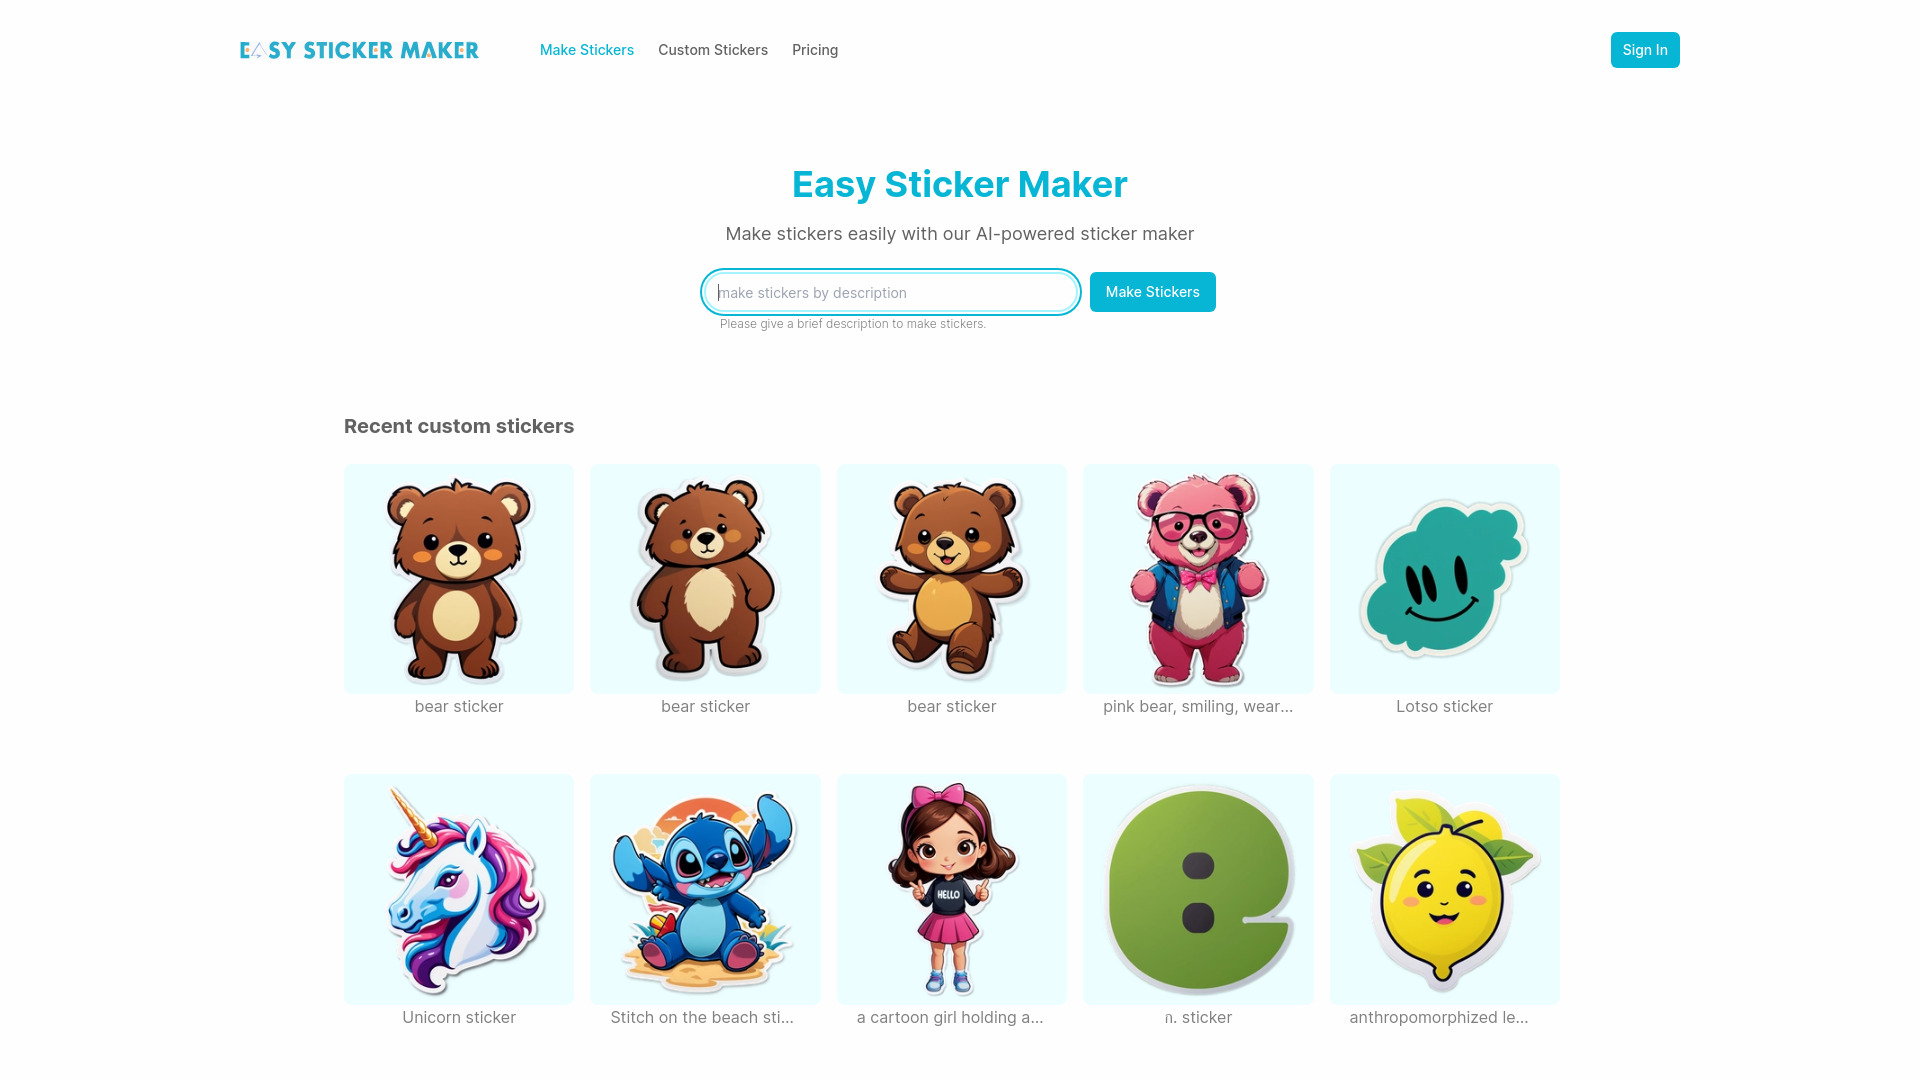 EASY STICKER MAKER
Make Stickers
Custom Stickers
Pricing
Sign In
Easy Sticker Maker
Make stickers easily with our AI-powered sticker maker
make stickers by description
Make Stickers
Please give a brief description to make stickers.
Recent custom stickers
bear sticker
bear sticker
bear sticker
pink bear, smiling, wear...
Lotso sticker
HELLO
Unicorn sticker
Stitch on the beach sti...
a cartoon girl holding a...
ก. sticker
anthropomorphized le...